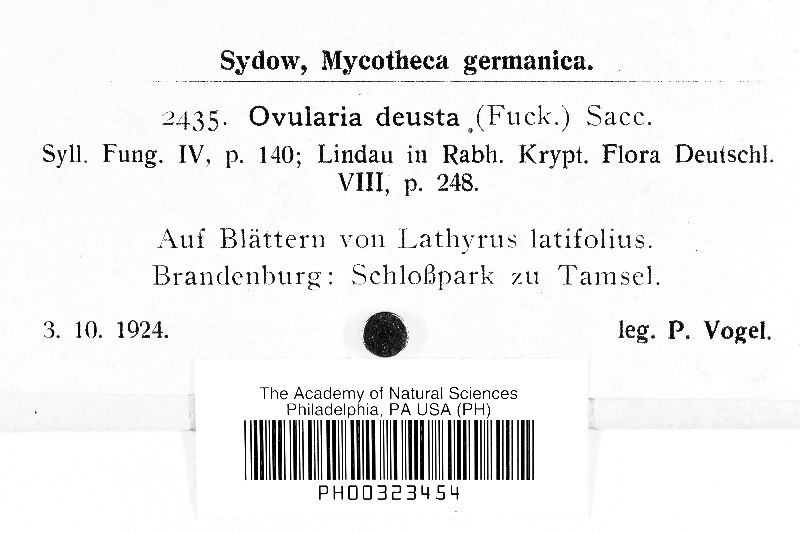 Sydow, Mycotheca germanica.
2435. Ovularia deusta (Fuck.) Sacc.
Syll. Fung. IV, p. 140; Lindau in Rabh. Krypt. Flora Deutschl.
VIII, p. 248.
Auf Blättern von Lathyrus latifolius.
Brandenburg: Schloßpark zu Tamsel.
3. 10. 1924.
leg. P. Vogel.
The Academy of Natural Sciences
Philadelphia, PA USA (PH)
PH00323454